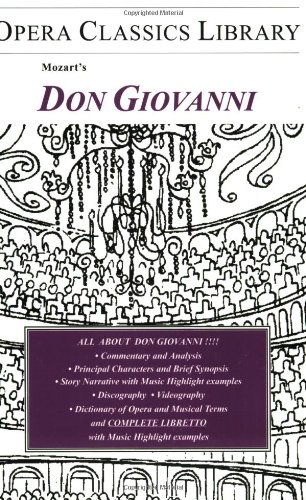 OPERA CLASSICS LIBRARY
Mozart's
DON GIOVANNI
ALL ABOUT DON GIOVANNI !!!!
• Commentary and Analysis
• Principal Characters and Brief Synopsis
• Story Narrative with Music Highlight examples
• Discography • Videography
• Dictionary of Opera and Musical Terms
and COMPLETE LIBRETTO
with Music Highlight examples